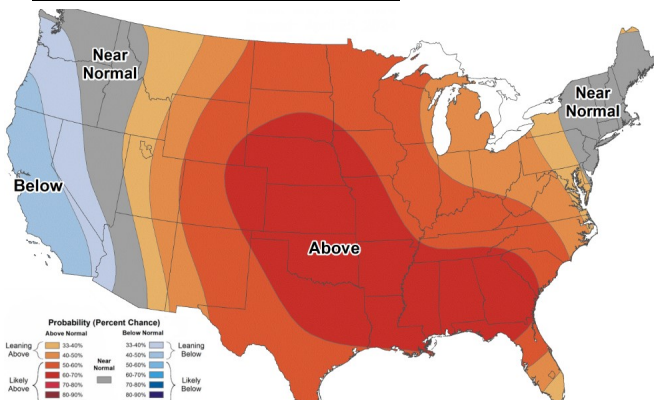 Near
Normal
Near
Normal
Below
Above
Probability (Percent Chance)
Above Normal
Below Normal
Leaning
Above
33-40%
40-50%
Likely
Above
50-60%
60-70%
70-80%
80-90%
Near
Normal
33-40%
40-50%
Leaning
Below
50-60%
60-70%
70-80%
80-90%
Likely
Below